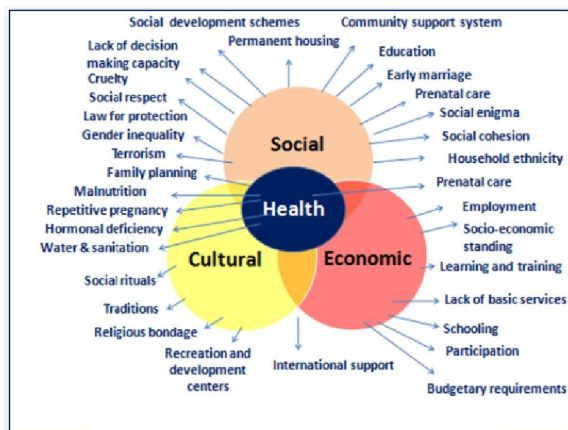 Social development schemes
Community support system
Permanent housing
Lack of decision
making capacity
Cruelty
Social respect
Law for protection
Gender inequality
Terrorism
Family planning
Malnutrition
Repetitive pregnancy
Hormonal deficiency
Water & sanitation
Social rituals
Traditions
Religious bondage
Recreation and
development
centers
Education
Early marriage
Prenatal care
Social enigma
Social cohesion
Household ethnicity
Prenatal care
Employment
Socio-economic
standing
Learning and training
Lack of basic services
Schooling
Participation
Budgetary requirements
International support
Social
Health
Cultural
Economic